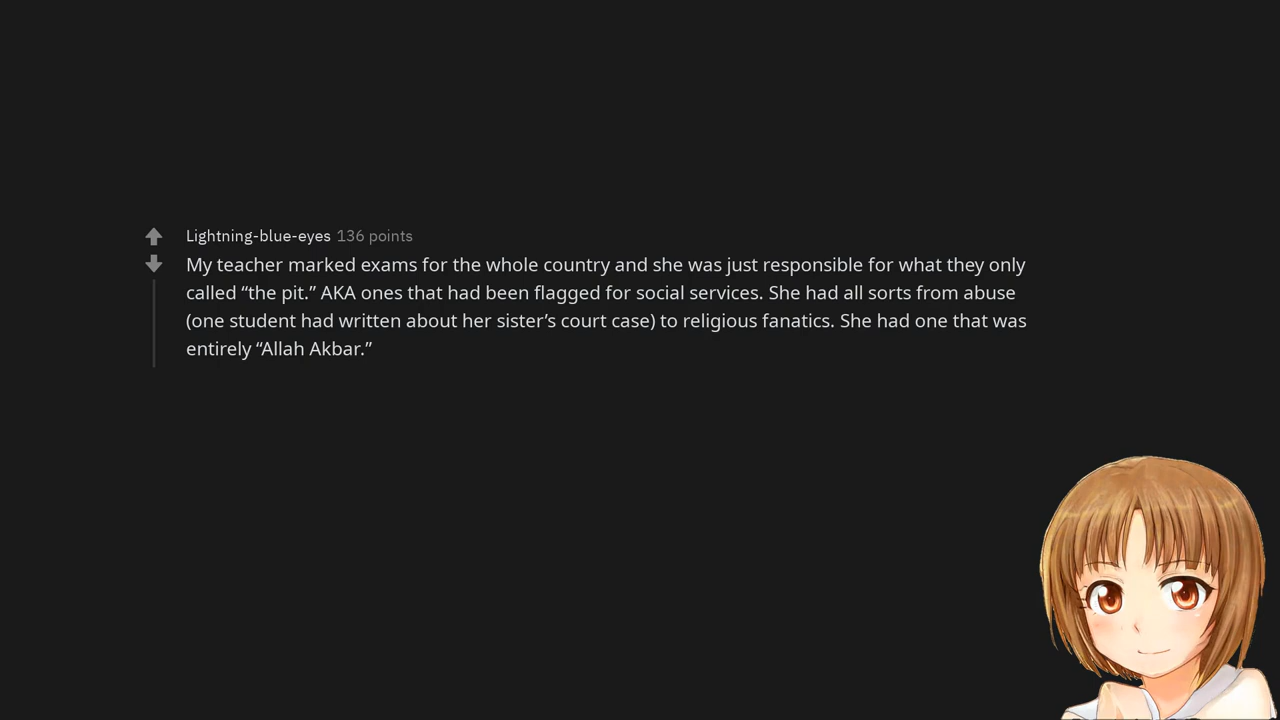 Lightning-blue-eyes 136 points
My teacher marked exams for the whole country and she was just responsible for what they only
called “the pit.” AKA ones that had been flagged for social services. She had all sorts from abuse
(one student had written about her sister’s court case) to religious fanatics. She had one that was
entirely “Allah Akbar.”